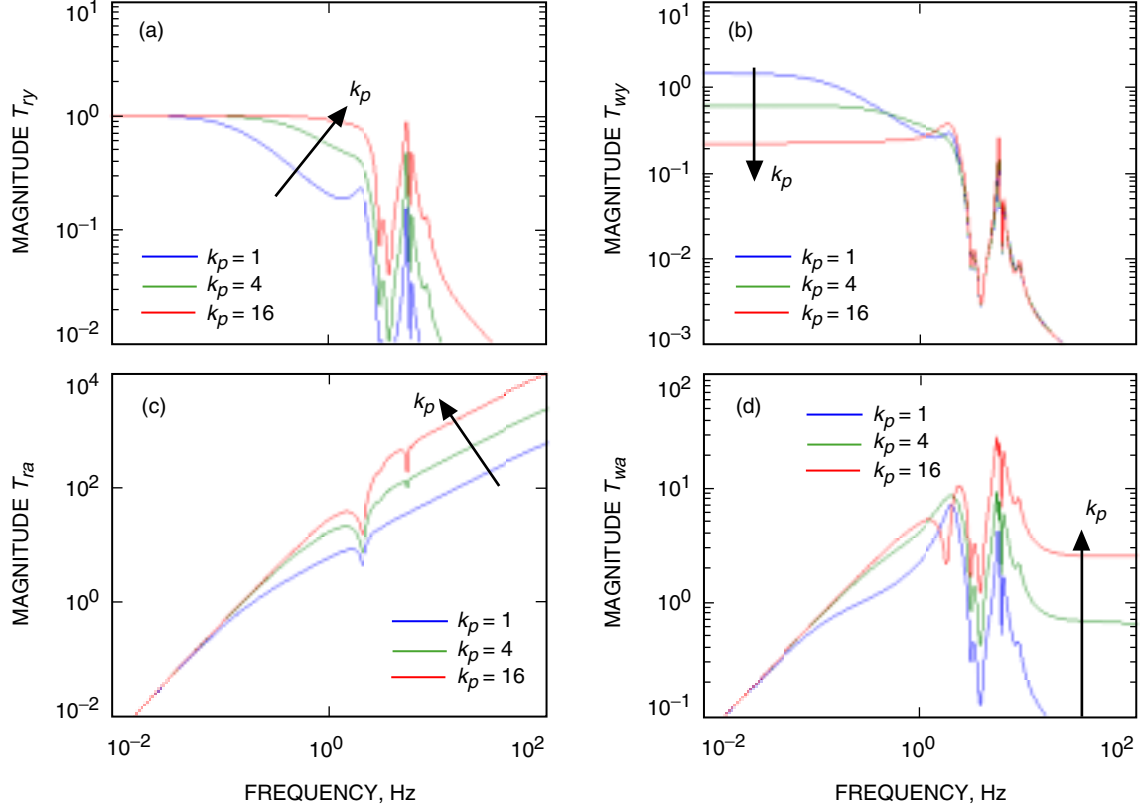 (a)
MAGNITUDE T_ry
10^1
10^0
10^−1
10^−2
k_p
k_p = 1
k_p = 4
k_p = 16
(b)
MAGNITUDE T_wy
10^1
10^0
10^−1
10^−2
10^−3
k_p
k_p = 1
k_p = 4
k_p = 16
(c)
MAGNITUDE T_ra
10^4
10^2
10^0
10^−2
k_p
k_p = 1
k_p = 4
k_p = 16
10^−2 10^0 10^2
FREQUENCY, Hz
(d)
MAGNITUDE T_wa
10^2
10^1
10^0
10^−1
k_p = 1
k_p = 4
k_p = 16
k_p
10^−2 10^0 10^2
FREQUENCY, Hz